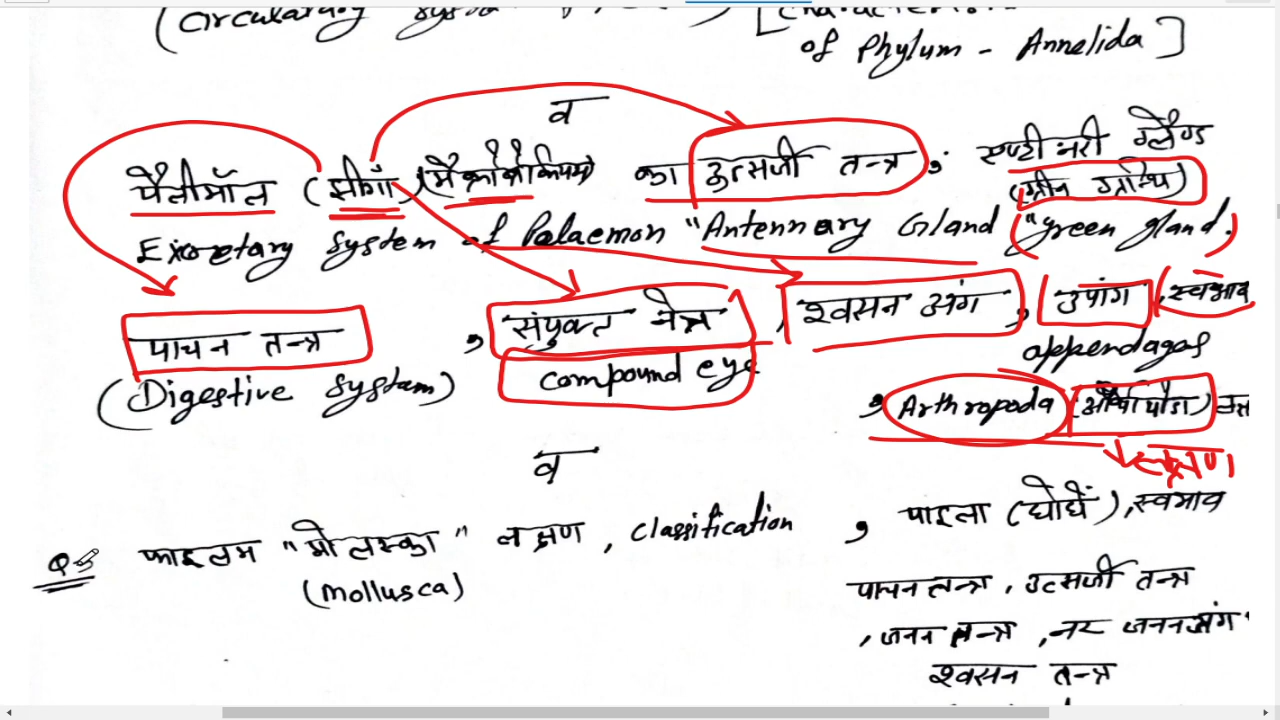 (Circulatory System
of Phylum - Annelida]
व
पैलीमॉन (झींगा) का उत्सर्जी तन्त्र ; एण्टीनरी ग्लैण्ड
(ग्रीन ग्रन्थि)
Excretary System of Palaemon "Antennary Gland ("green gland.)
पाचन तन्त्र , संयुक्त नेत्र , श्वसन अंग , उपांग , स्वभाव
(Digestive System) compound eye appendages
, Arthropoda (आर्थ्रोपोडा)
लक्षण
व
फाइलम "मोलस्का" लक्षण , classification , पाइला (घोंघें), स्वभाव
(Mollusca)
पाचन तन्त्र , उत्सर्जी तन्त्र
, जनन तन्त्र , नर जनन अंग
श्वसन तन्त्र